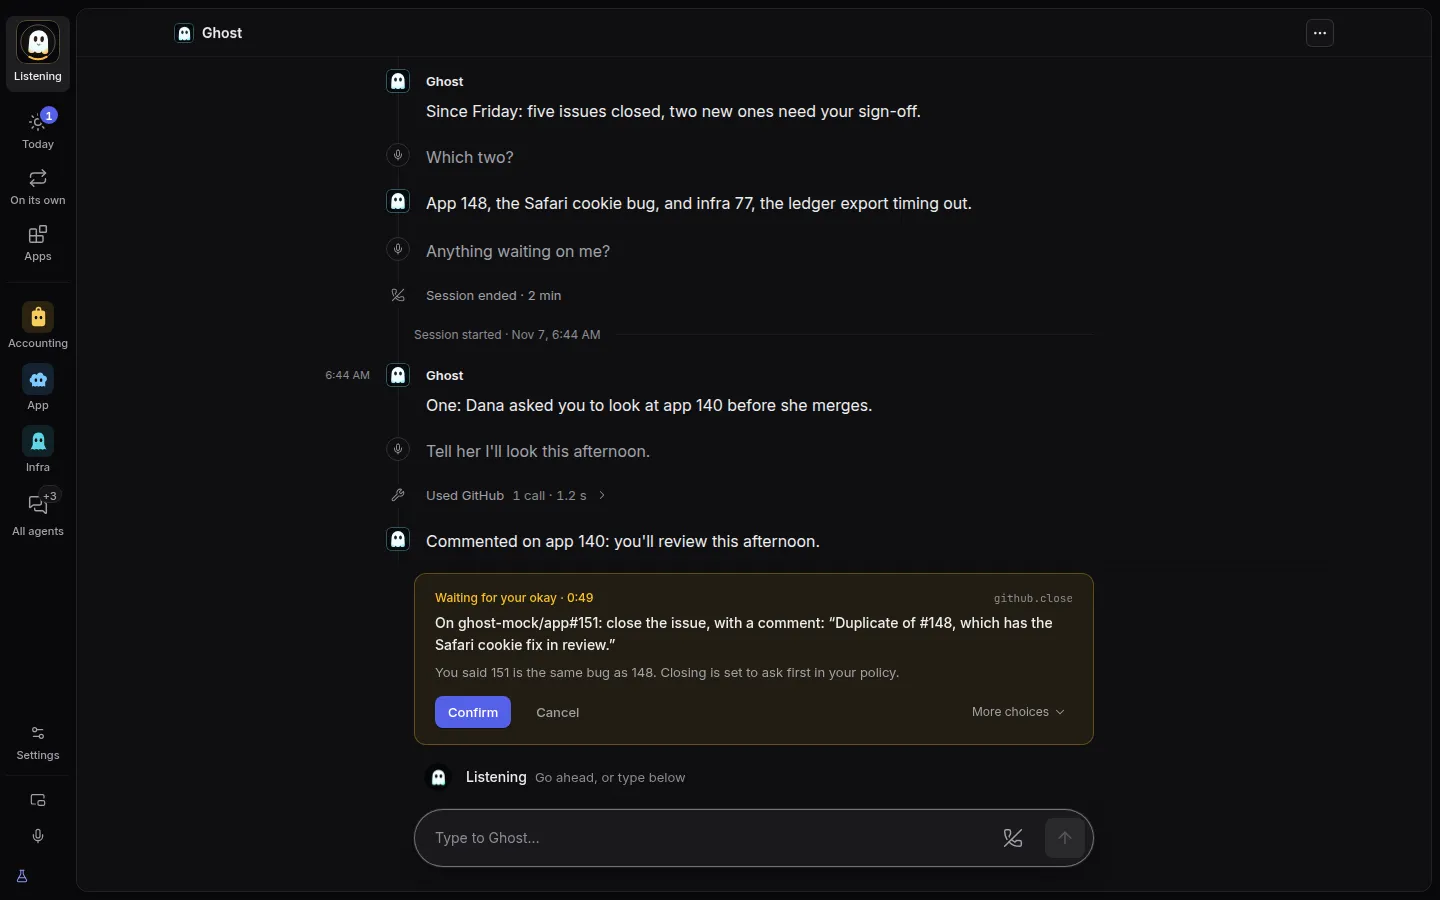 Listening
1
Today
On its own
Apps
Accounting
App
Infra
+3
All agents
Settings
Ghost
Ghost
Since Friday: five issues closed, two new ones need your sign-off.
Which two?
App 148, the Safari cookie bug, and infra 77, the ledger export timing out.
Anything waiting on me?
Session ended · 2 min
Session started · Nov 7, 6:44 AM
6:44 AM
Ghost
One: Dana asked you to look at app 140 before she merges.
Tell her I'll look this afternoon.
Used GitHub 1 call · 1.2 s
Commented on app 140: you'll review this afternoon.
Waiting for your okay · 0:49
github.close
On ghost-mock/app#151: close the issue, with a comment: “Duplicate of #148, which has the
Safari cookie fix in review.”
You said 151 is the same bug as 148. Closing is set to ask first in your policy.
Confirm
Cancel
More choices
Listening Go ahead, or type below
Type to Ghost...